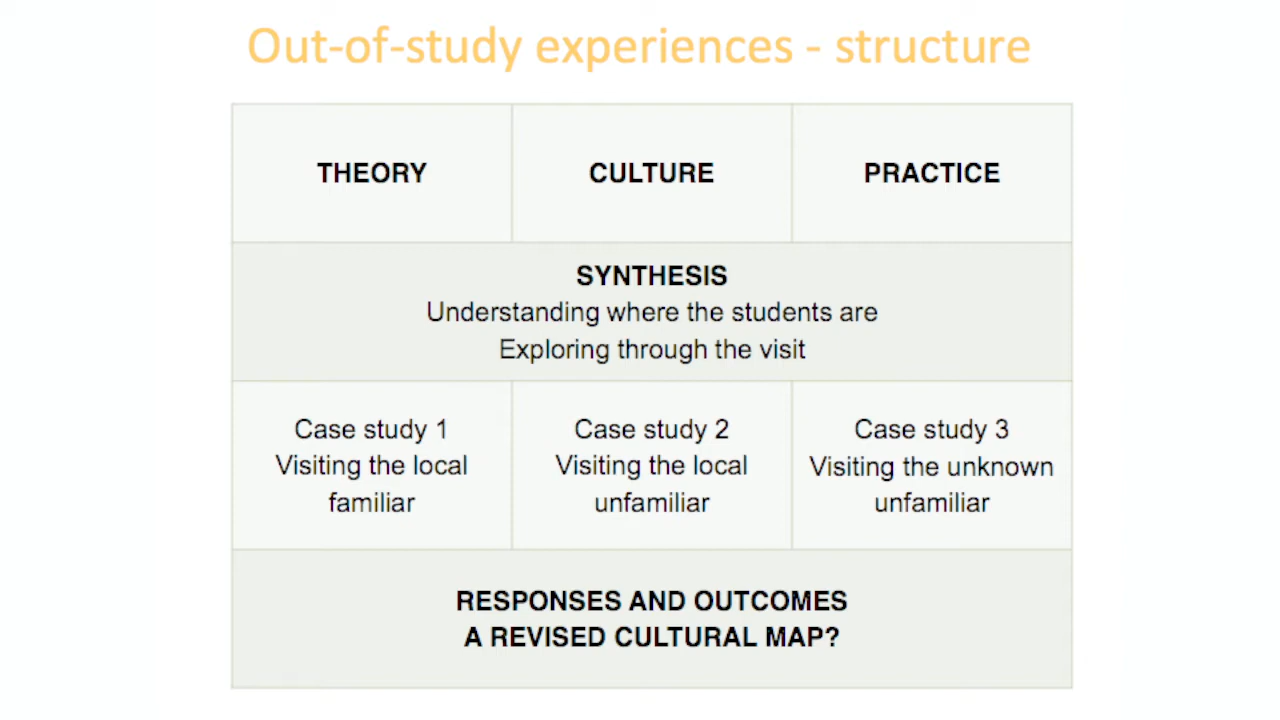 Out-of-study experiences - structure
THEORY
CULTURE
PRACTICE
SYNTHESIS
Understanding where the students are
Exploring through the visit
Case study 1
Visiting the local
familiar
Case study 2
Visiting the local
unfamiliar
Case study 3
Visiting the unknown
unfamiliar
RESPONSES AND OUTCOMES
A REVISED CULTURAL MAP?